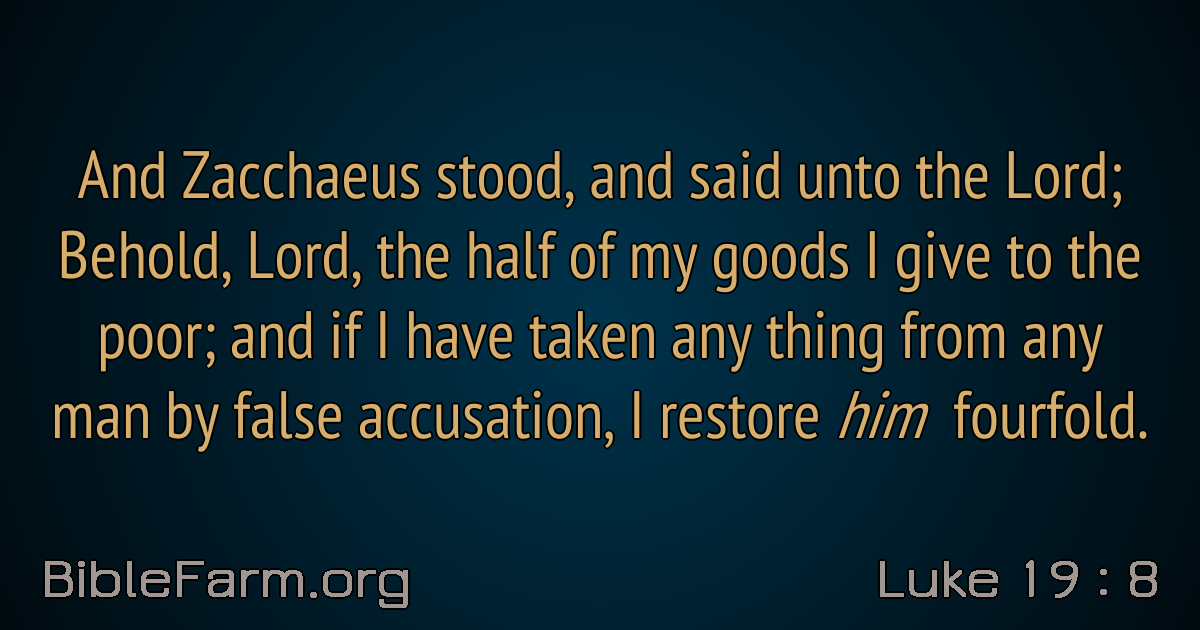 And Zacchaeus stood, and said unto the Lord;
Behold, Lord, the half of my goods I give to the
poor; and if I have taken any thing from any
man by false accusation, I restore him fourfold.
BibleFarm.org
Luke 19 : 8